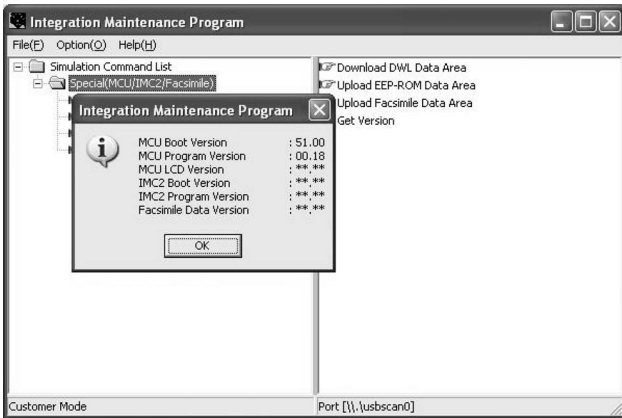 Integration Maintenance Program
File(F) Option(O) Help(H)
Simulation Command List
Special(MCU/IMC2/Facsimile)
Download DWL Data Area
Upload EEP-ROM Data Area
Upload Facsimile Data Area
Get Version
Integration Maintenance Program
MCU Boot Version : 51.00
MCU Program Version : 00.18
MCU LCD Version : **.**
IMC2 Boot Version : **.**
IMC2 Program Version : **.**
Facsimile Data Version : **.**
OK
Customer Mode
Port [\\.\usbscan0]